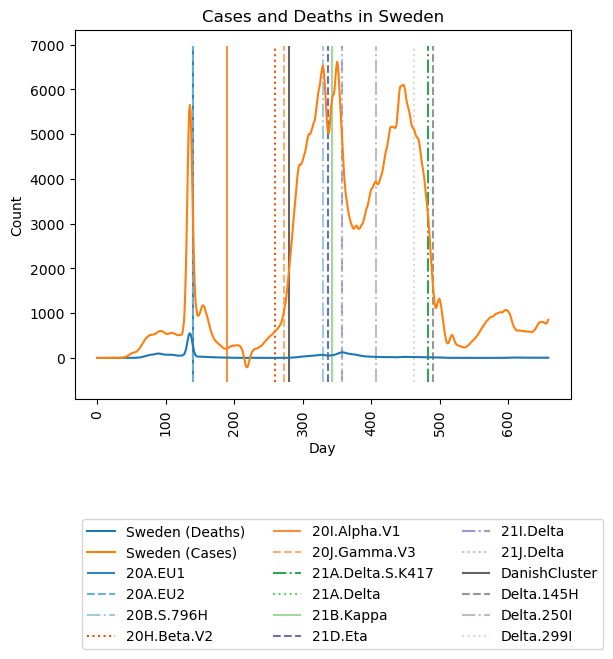 Cases and Deaths in Sweden
7000
6000
5000
4000
3000
2000
1000
0
Count
0
100
200
300
400
500
600
Day
Sweden (Deaths)
Sweden (Cases)
20A.EU1
20A.EU2
20B.S.796H
20H.Beta.V2
20I.Alpha.V1
20J.Gamma.V3
21A.Delta.S.K417
21A.Delta
21B.Kappa
21D.Eta
21I.Delta
21J.Delta
DanishCluster
Delta.145H
Delta.250I
Delta.299I